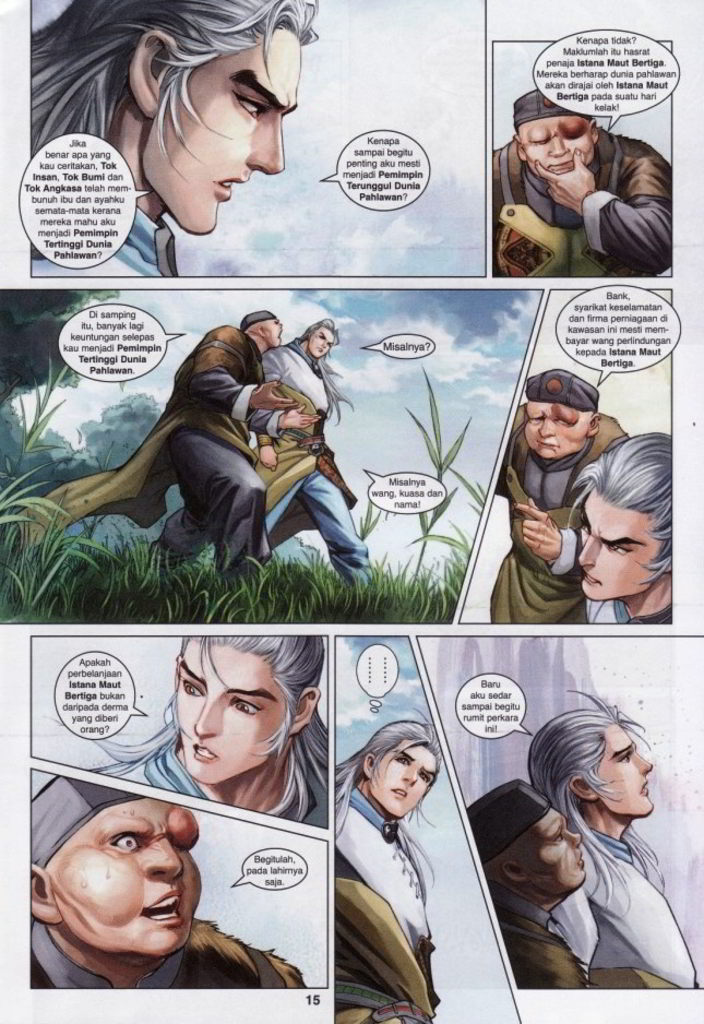 Jika
benar apa yang
kau ceritakan, Tok
Insan, Tok Bumi dan
Tok Angkasa telah mem-
bunuh ibu dan ayahku
semata-mata kerana
mereka mahu aku
menjadi Pemimpin
Tertinggi Dunia
Pahlawan?
Kenapa
sampai begitu
penting aku mesti
menjadi Pemimpin
Terunggul Dunia
Pahlawan?
Kenapa tidak?
Maklumlah itu hasrat
penaja Istana Maut Bertiga.
Mereka berharap dunia pahlawan
akan dirajai oleh Istana Maut
Bertiga pada suatu hari
kelak!
Di samping
itu, banyak lagi
keuntungan selepas
kau menjadi Pemimpin
Tertinggi Dunia
Pahlawan.
Misalnya?
Misalnya
wang, kuasa dan
nama!
Bank,
syarikat keselamatan
dan firma perniagaan di
kawasan ini mesti mem-
bayar wang perlindungan
kepada Istana Maut
Bertiga.
Apakah
perbelanjaan
Istana Maut
Bertiga bukan
daripada derma
yang diberi
orang?
Begitulah,
pada lahirnya
saja.
Baru
aku sedar
sampai begitu
rumit perkara
ini!
15